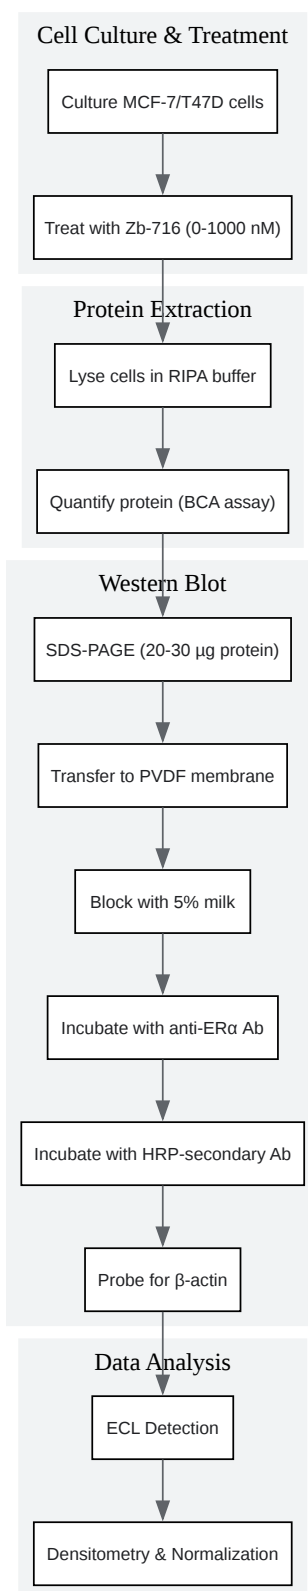 Cell Culture & Treatment
Culture MCF-7/T47D cells
Treat with Zb-716 (0-1000 nM)
Protein Extraction
Lyse cells in RIPA buffer
Quantify protein (BCA assay)
Western Blot
SDS-PAGE (20-30 µg protein)
Transfer to PVDF membrane
Block with 5% milk
Incubate with anti-ERα Ab
Incubate with HRP-secondary Ab
Probe for β-actin
Data Analysis
ECL Detection
Densitometry & Normalization